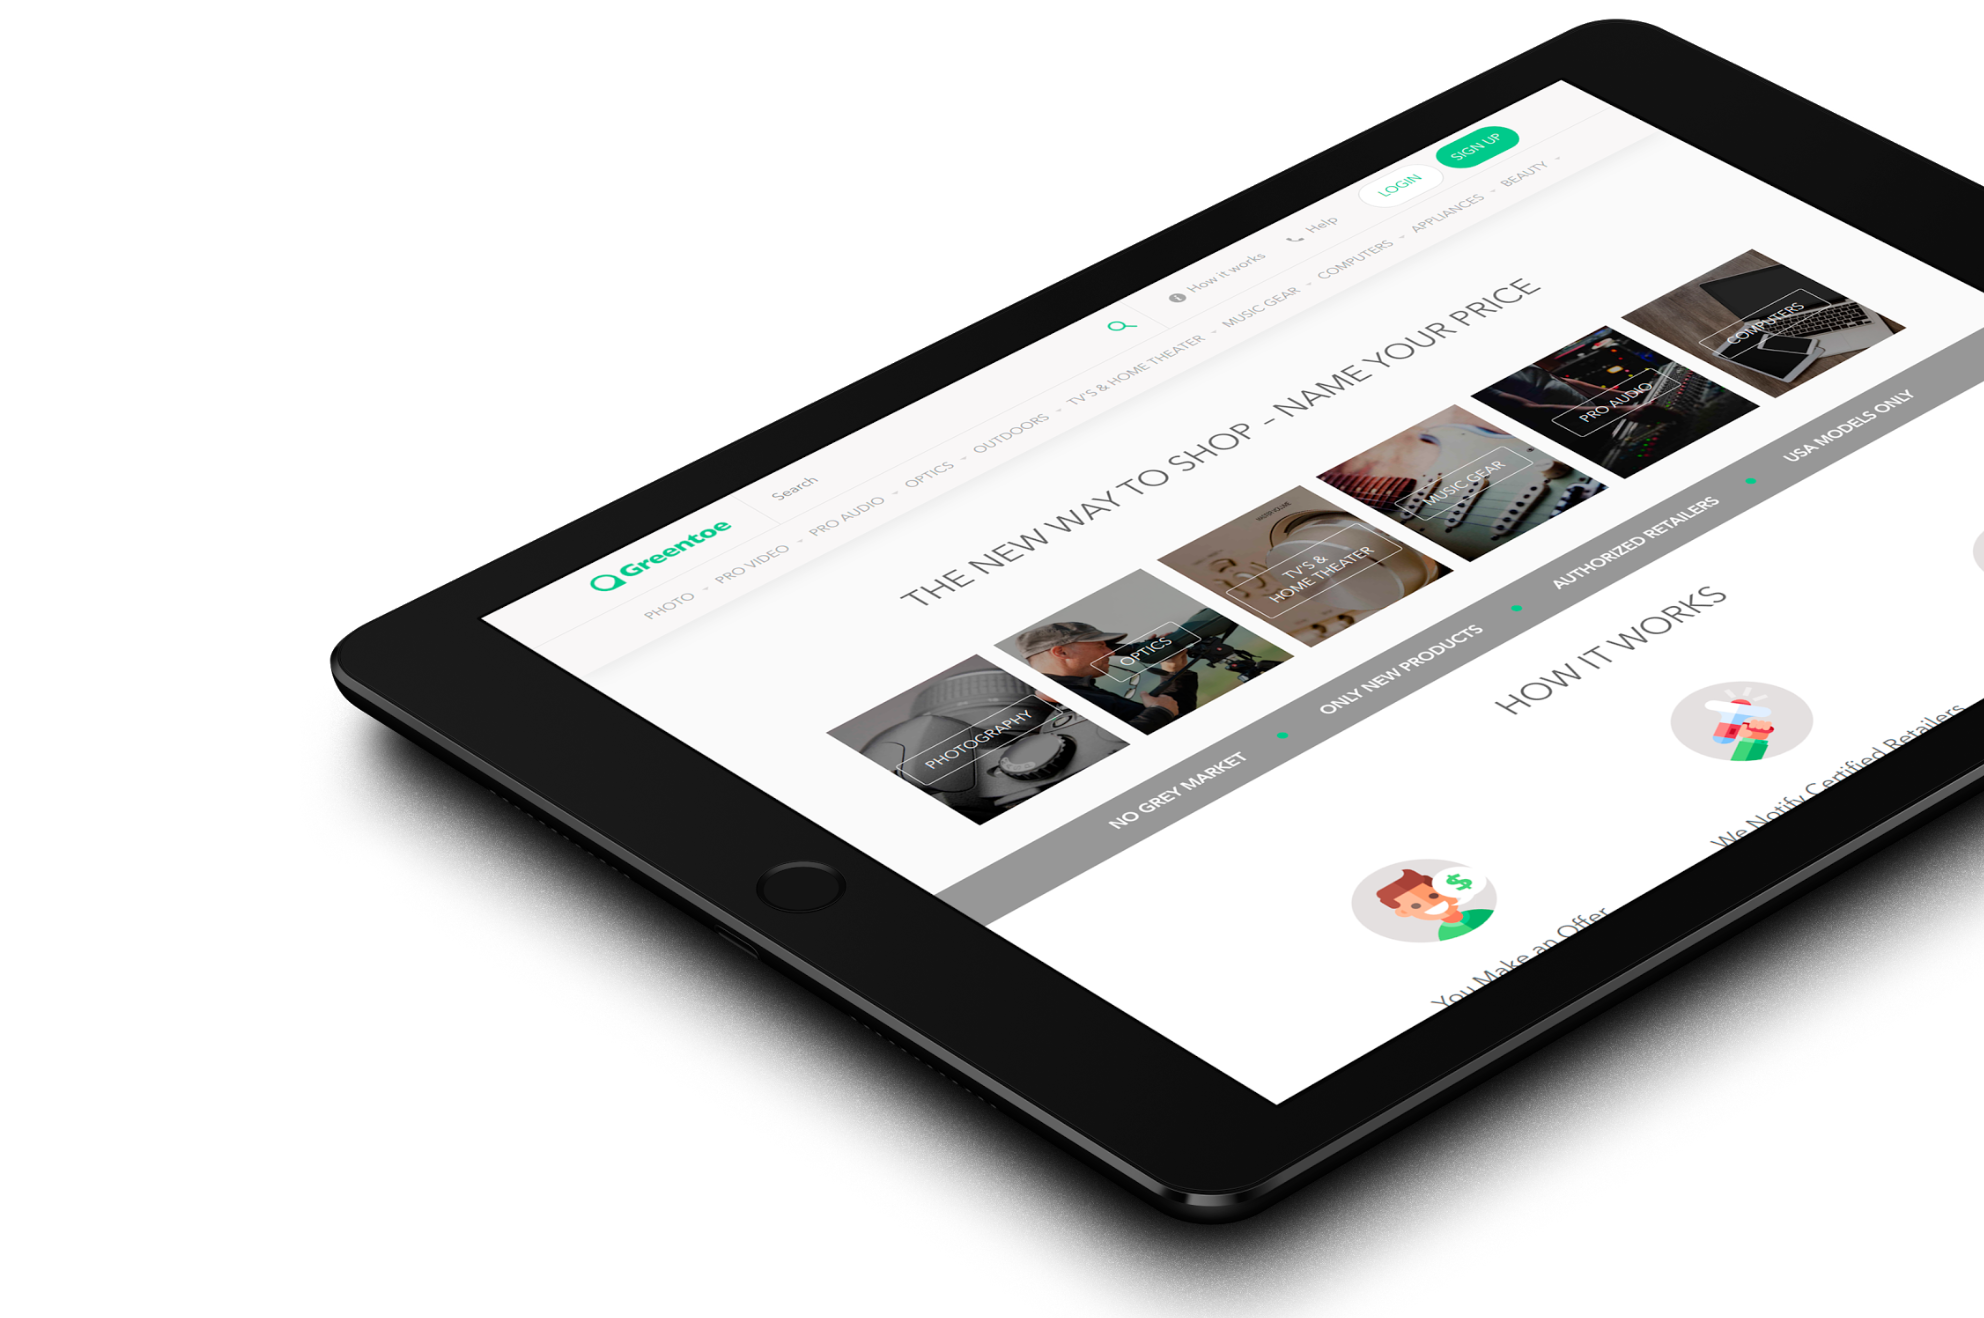 Greentoe
Search
How it works
Help
LOGIN
SIGN UP
PHOTO
PRO VIDEO
PRO AUDIO
OPTICS
OUTDOORS
TV'S & HOME THEATER
MUSIC GEAR
COMPUTERS
APPLIANCES
BEAUTY
THE NEW WAY TO SHOP - NAME YOUR PRICE
PHOTOGRAPHY
OPTICS
TV'S &
HOME THEATER
MUSIC GEAR
PRO AUDIO
COMPUTERS
NO GREY MARKET
ONLY NEW PRODUCTS
AUTHORIZED RETAILERS
USA MODELS ONLY
HOW IT WORKS
You Make an Offer
We Notify Certified Retailers